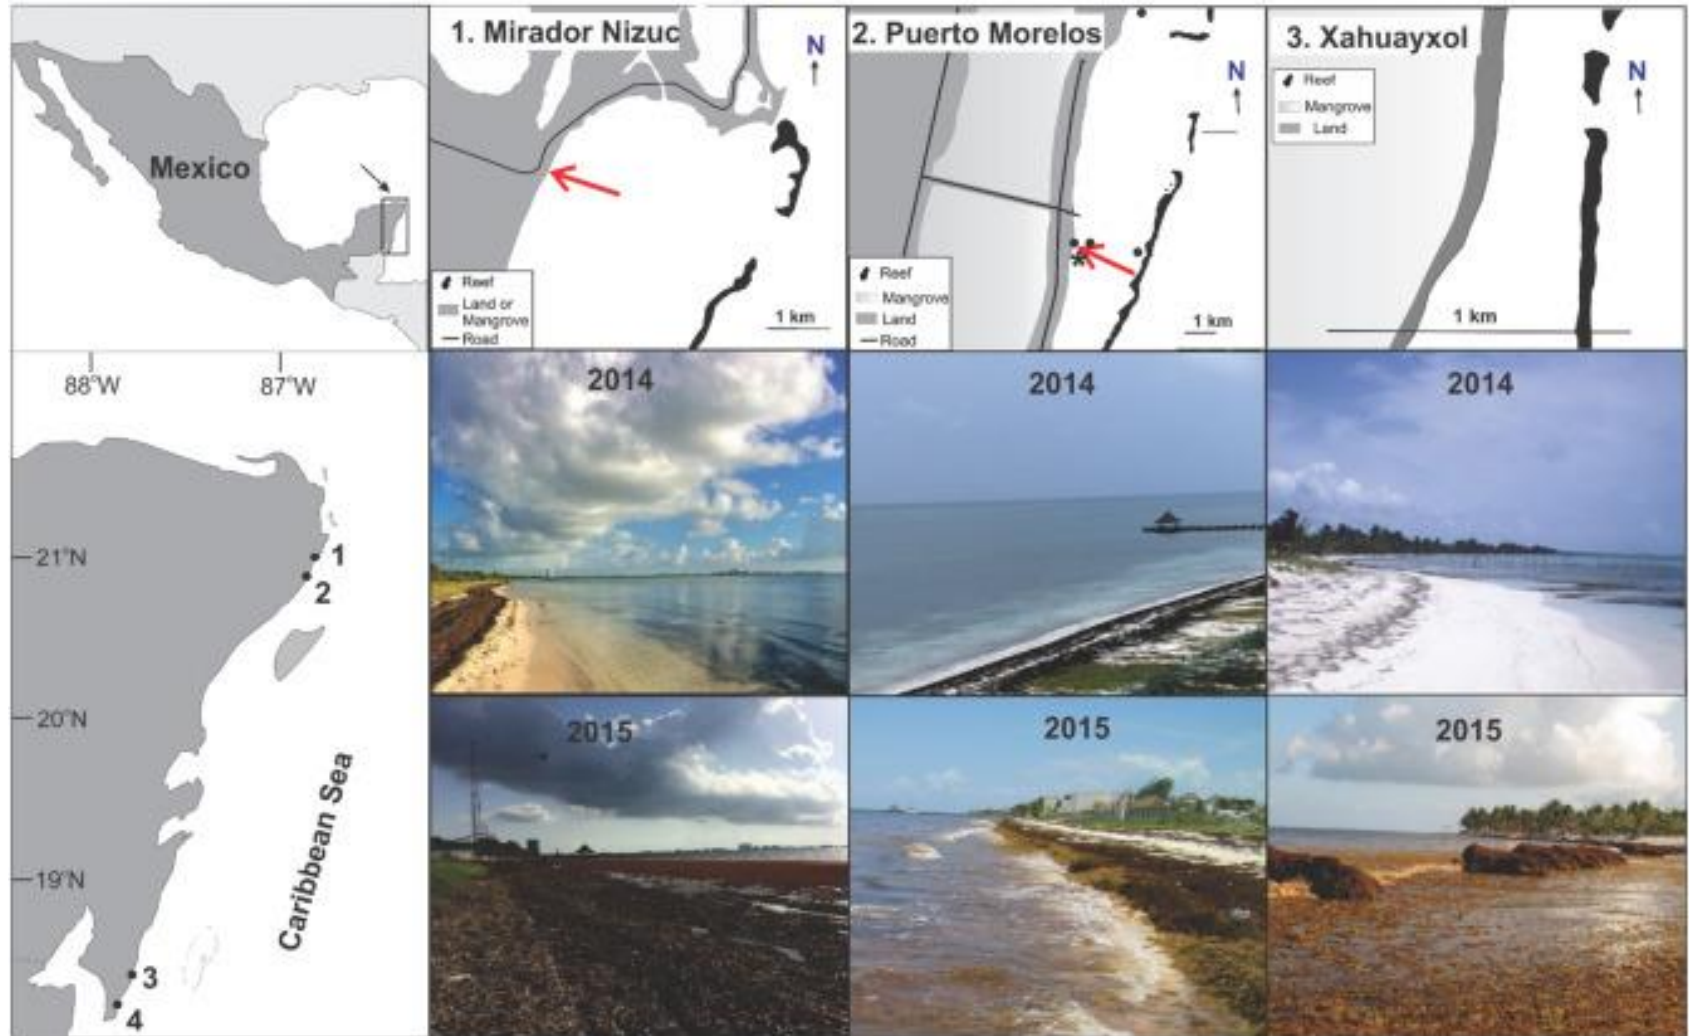 Mexico
1. Mirador Nizuc
N
Reef
Land or
Mangrove
Road
1 km
2. Puerto Morelos
N
Reef
Mangrove
Land
Road
1 km
*
3. Xahuayxol
N
Reef
Mangrove
Land
1 km
88°W
87°W
21°N
20°N
19°N
1
2
3
4
Caribbean Sea
2014
2014
2014
2015
2015
2015